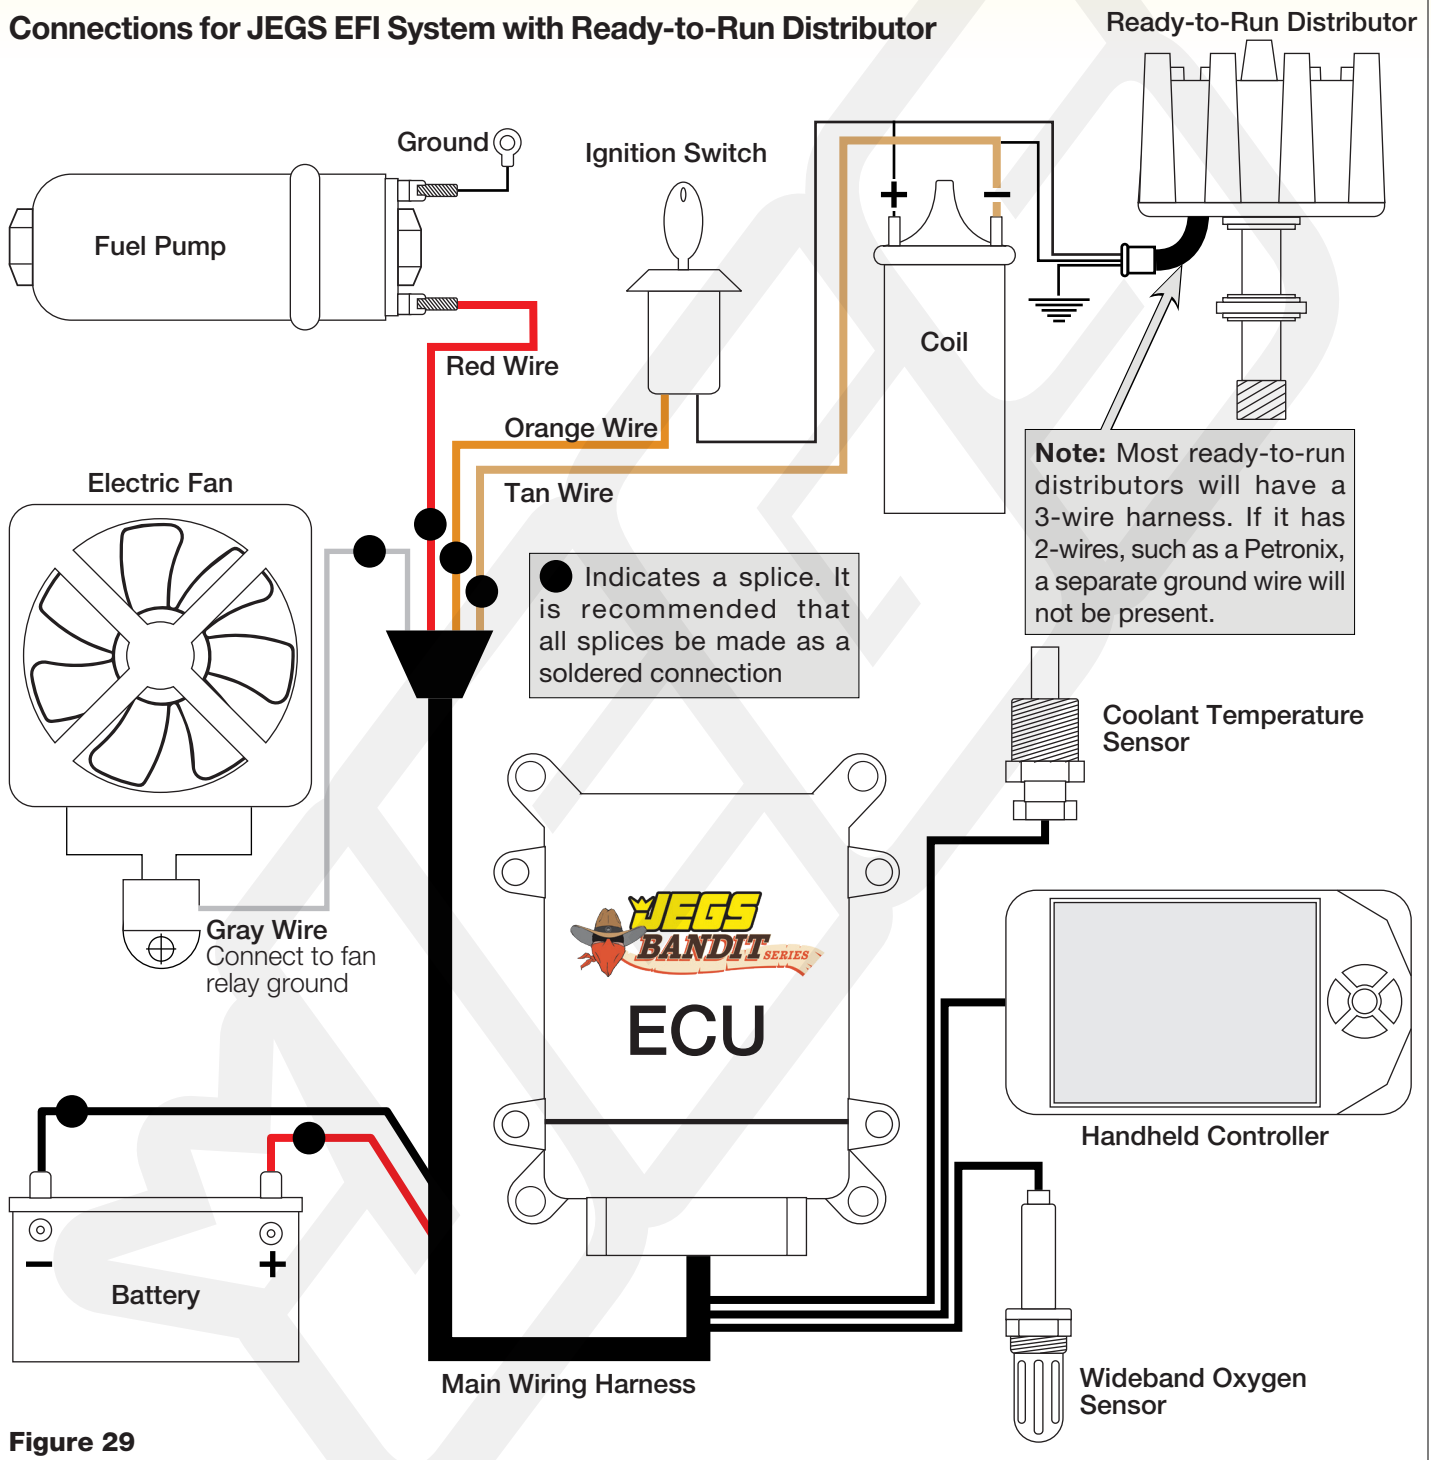 Connections for JEGS EFI System with Ready-to-Run Distributor
Ready-to-Run Distributor
Ground
Ignition Switch
Fuel Pump
+
−
Red Wire
Coil
Orange Wire
Tan Wire
Note: Most ready-to-run
distributors will have a
3-wire harness. If it has
2-wires, such as a Petronix,
a separate ground wire will
not be present.
Electric Fan
Indicates a splice. It
is recommended that
all splices be made as a
soldered connection
Coolant Temperature
Sensor
Gray Wire
Connect to fan
relay ground
JEGS
BANDIT SERIES
ECU
Handheld Controller
−
+
Battery
Main Wiring Harness
Wideband Oxygen
Sensor
Figure 29